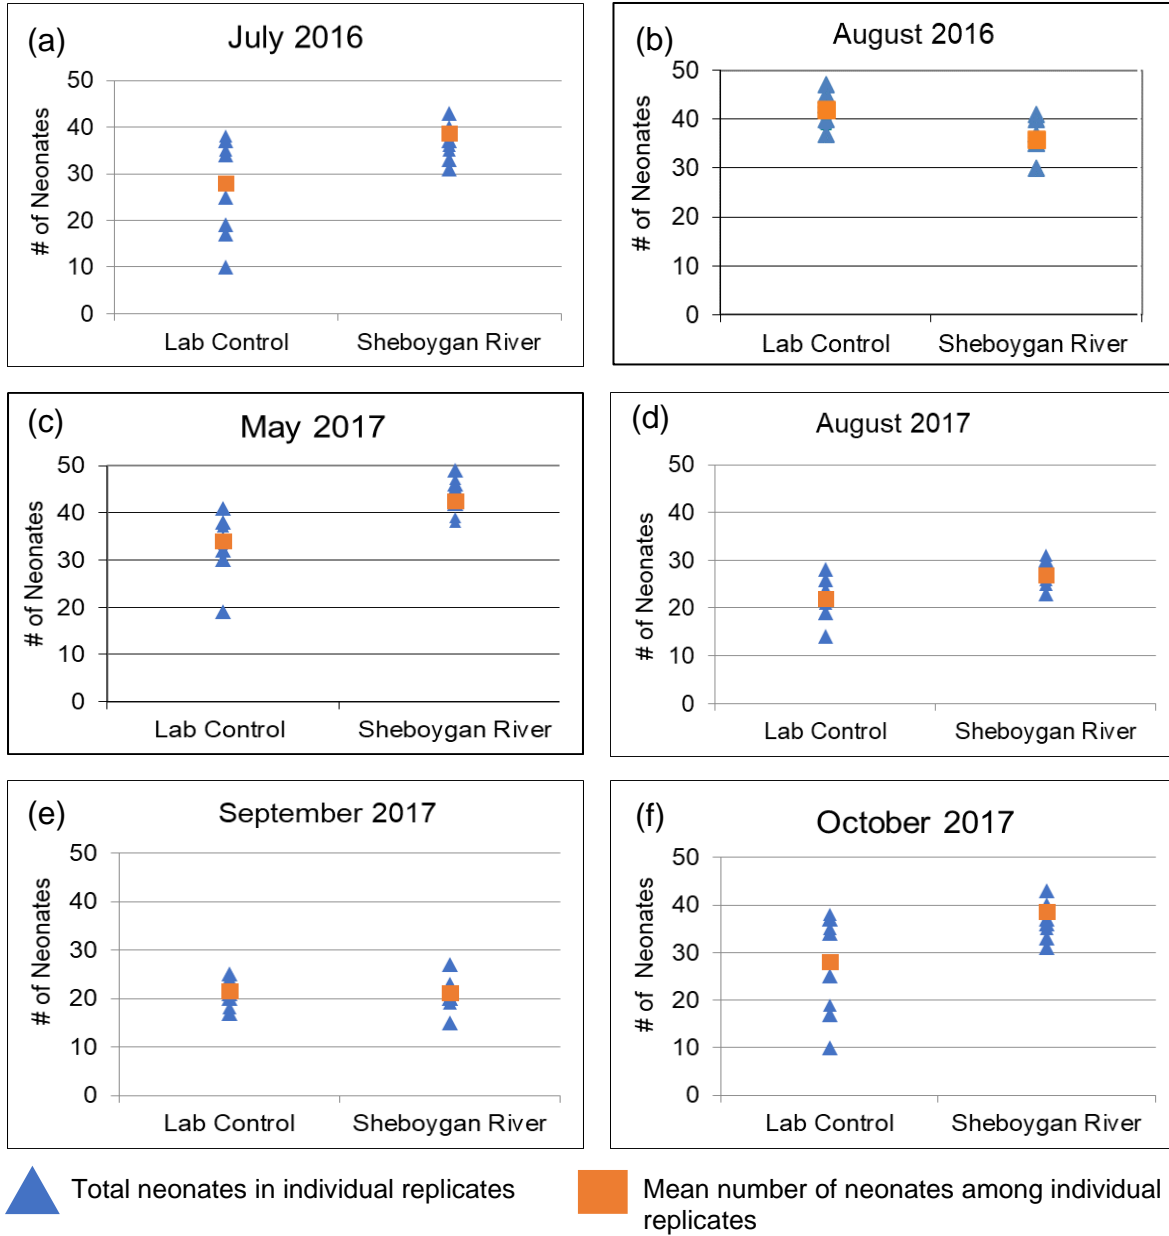 (a)
July 2016
# of Neonates
50
40
30
20
10
0
Lab Control
Sheboygan River
(b)
August 2016
# of Neonates
50
40
30
20
10
0
Lab Control
Sheboygan River
(c)
May 2017
# of Neonates
50
40
30
20
10
0
Lab Control
Sheboygan River
(d)
August 2017
# of Neonates
50
40
30
20
10
0
Lab Control
Sheboygan River
(e)
September 2017
# of Neonates
50
40
30
20
10
0
Lab Control
Sheboygan River
(f)
October 2017
# of Neonates
50
40
30
20
10
0
Lab Control
Sheboygan River
Total neonates in individual replicates
Mean number of neonates among individual
replicates